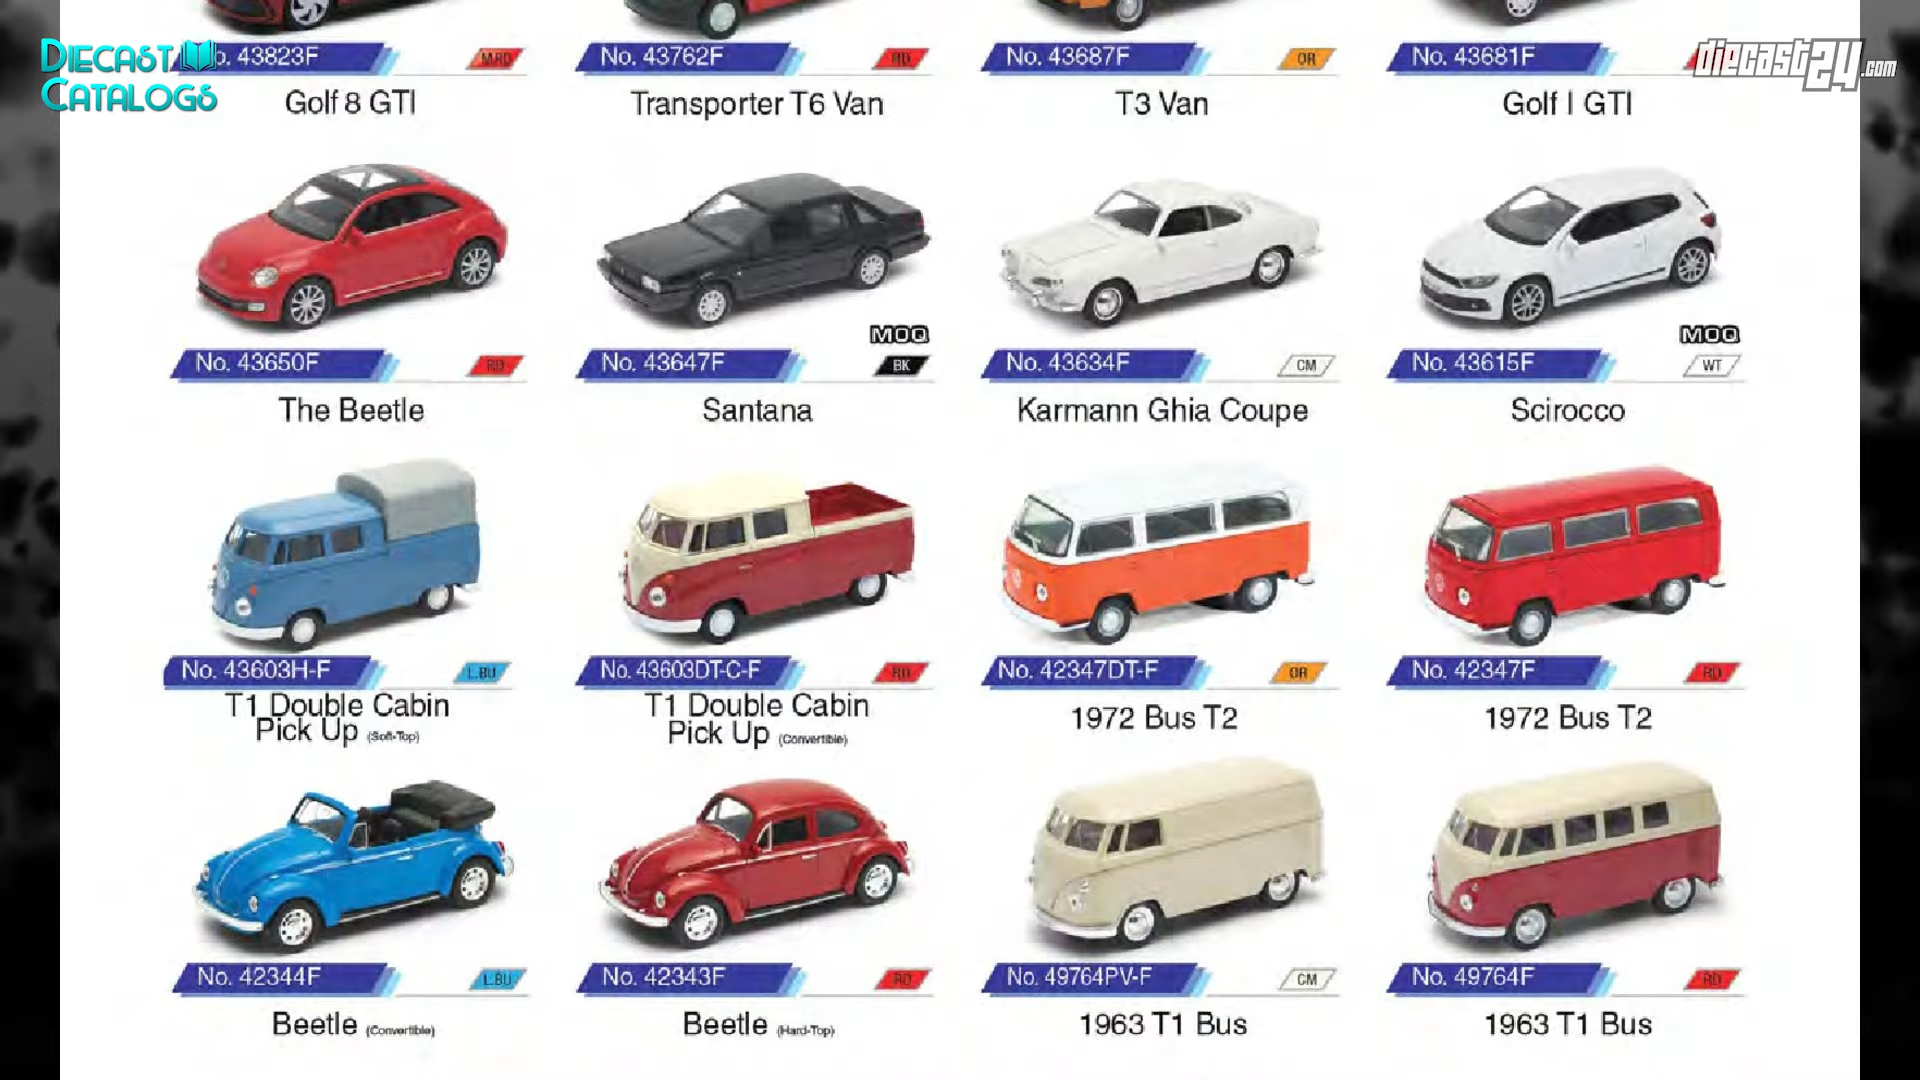 DIECAST
CATALOGS
diecast24.com
No. 43823F M.RD
Golf 8 GTI
No. 43762F RD
Transporter T6 Van
No. 43687F OR
T3 Van
No. 43681F
Golf I GTI
No. 43650F RD
The Beetle
MOQ
No. 43647F BK
Santana
No. 43634F CM
Karmann Ghia Coupe
MOQ
No. 43615F WT
Scirocco
No. 43603H-F L.BU
T1 Double Cabin
Pick Up (Soft-Top)
No. 43603DT-C-F RD
T1 Double Cabin
Pick Up (Convertible)
No. 42347DT-F OR
1972 Bus T2
No. 42347F RD
1972 Bus T2
No. 42344F L.BU
Beetle (Convertible)
No. 42343F RD
Beetle (Hard-Top)
No. 49764PV-F CM
1963 T1 Bus
No. 49764F RD
1963 T1 Bus